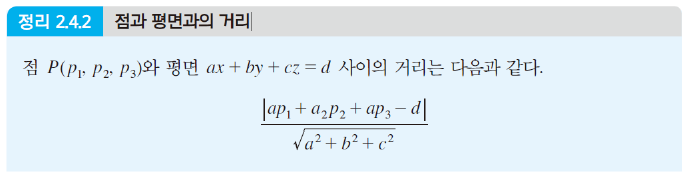 정리 2.4.2 점과 평면과의 거리
점 P(p₁, p₂, p₃)와 평면 ax + by + cz = d 사이의 거리는 다음과 같다.
|ap₁ + a₂p₂ + ap₃ − d|
√a² + b² + c²